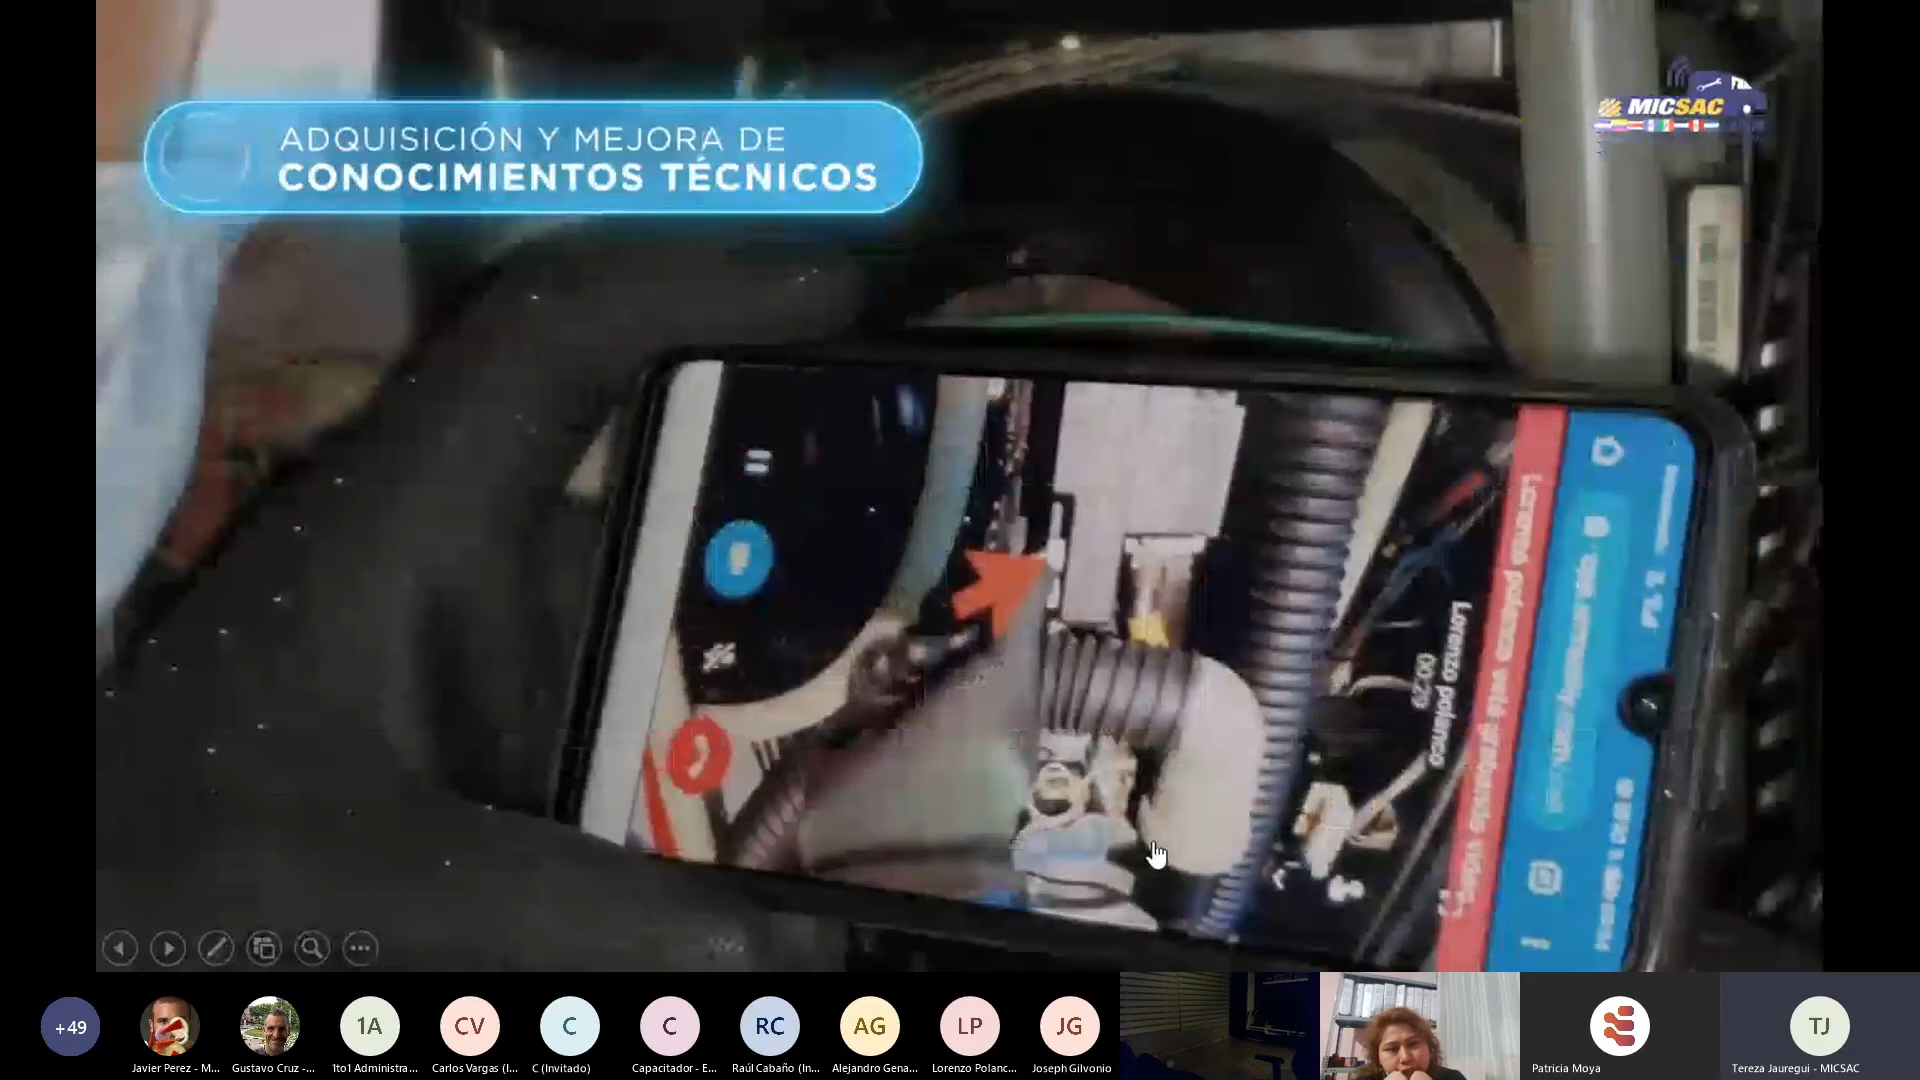 ADQUISICIÓN Y MEJORA DE
CONOCIMIENTOS TÉCNICOS
MICSAC
Lorenzo polanco
00:29
+49
Javier Perez - M...
Gustavo Cruz -...
1A
1to1 Administra...
CV
Carlos Vargas (I...
C
C (Invitado)
C
Capacitador - E...
RC
Raúl Cabaño (In...
AG
Alejandro Gena...
LP
Lorenzo Polanc...
JG
Joseph Gilvonio
Patricia Moya
TJ
Tereza Jauregui - MICSAC